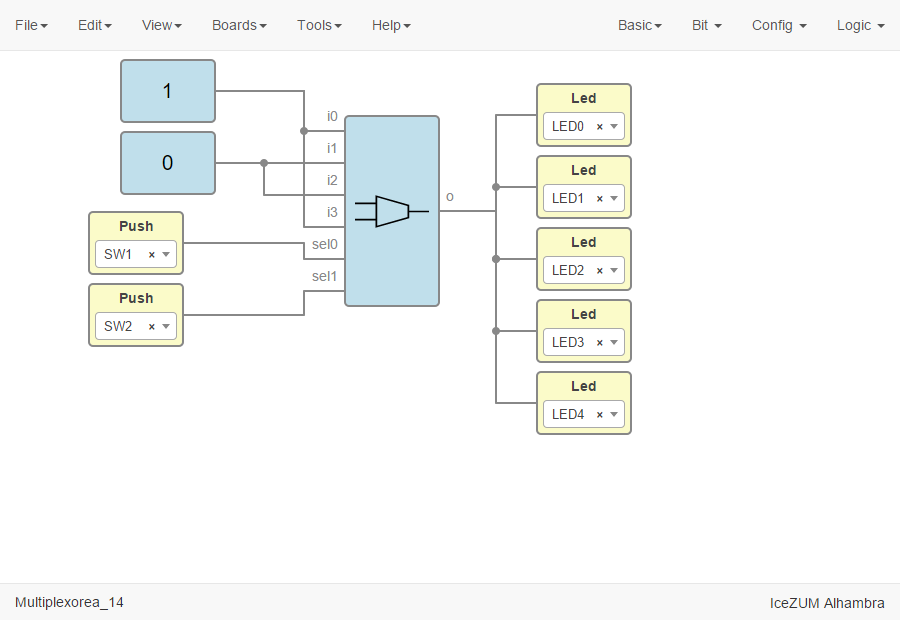 File Edit View Boards Tools Help Basic Bit Config Logic
1
0
Push
SW1 ×
Push
SW2 ×
i0
i1
i2
i3
sel0
sel1
o
Led
LED0 ×
Led
LED1 ×
Led
LED2 ×
Led
LED3 ×
Led
LED4 ×
Multiplexorea_14 IceZUM Alhambra